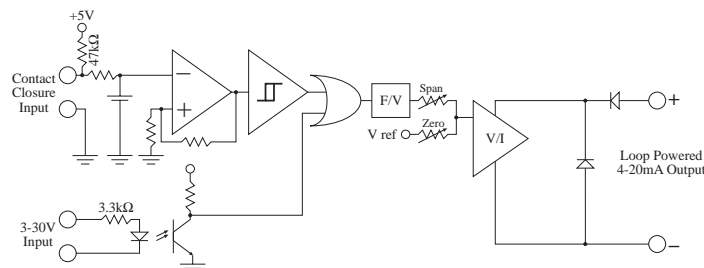 +5V
47kΩ
Contact
Closure
Input
−
+
F/V
Span
V ref
Zero
V/I
+
Loop Powered
4-20mA Output
−
3.3kΩ
3-30V
Input